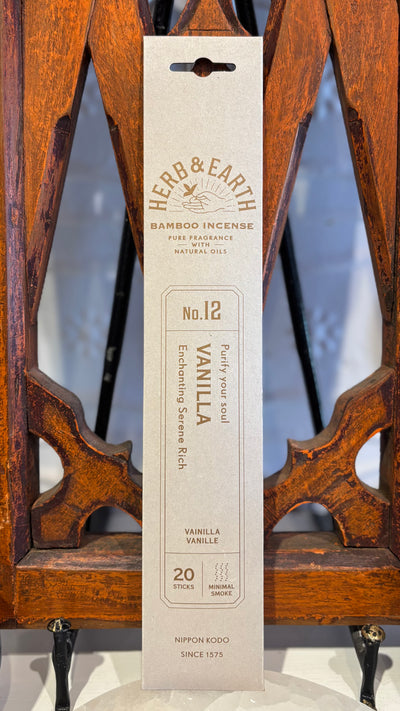 HERB & EARTH
BAMBOO INCENSE
PURE FRAGRANCE
WITH
NATURAL OILS
No.12
Purify your soul
VANILLA
Enchanting Serene Rich
VAINILLA
VANILLE
20
STICKS
MINIMAL
SMOKE
NIPPON KODO
SINCE 1575